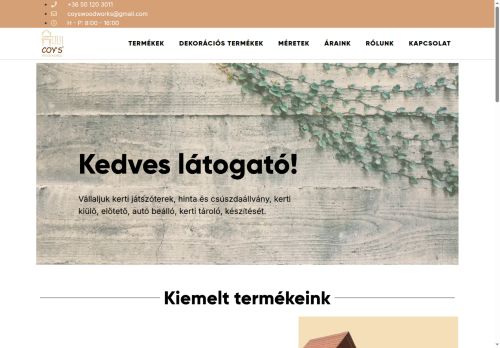 +36 50 120 3011
coyswoodworks@gmail.com
H - P: 8:00 - 16:00
COY'S
TERMÉKEK
DEKORÁCIÓS TERMÉKEK
MÉRETEK
ÁRAINK
RÓLUNK
KAPCSOLAT
Kedves látogató!
Vállaljuk kerti játszóterek, hinta és csúszdaállvány, kerti
kiülő, előtető, autó beálló, kerti tároló, készítését.
Kiemelt termékeink